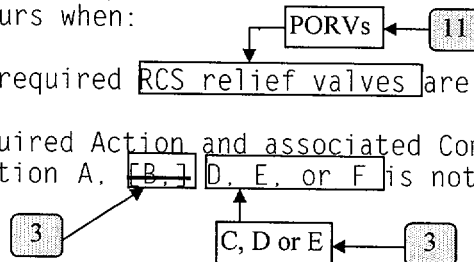 urs when:
PORVs
11
required RCS relief valves are
uired Action and associated Co
tion A, [B,] D, E, or F is not
3
C, D or E
3